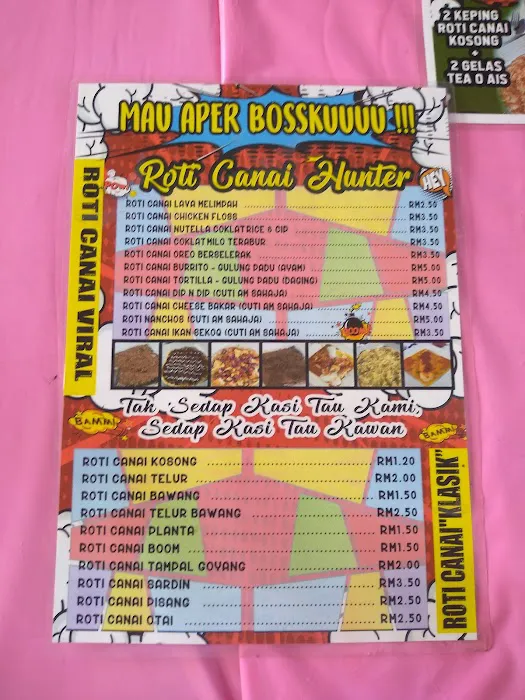 2 KEPING
ROTI CANAI
KOSONG
+
2 GELAS
TEA O AIS
MAU APER BOSSKUUUU !!!
Roti Canai Hunter
POW!
HEY
ROTI CANAI VIRAL
ROTI CANAI LAVA MELIMPAH RM2.50
ROTI CANAI CHICKEN FLOSS RM3.50
ROTI CANAI NUTELLA COKLAT RICE & CIP RM3.50
ROTI CANAI COKLAT MILO TERABUR RM3.50
ROTI CANAI OREO BERSELERAK RM3.50
ROTI CANAI BURRITO - GULUNG PADU (AYAM) RM5.00
ROTI CANAI TORTILLA - GULUNG PADU (DAGING) RM5.00
ROTI CANAI DIP N DIP (CUTI AM SAHAJA) RM4.50
ROTI CANAI CHEESE BAKAR (CUTI AM SAHAJA) RM4.50
ROTI NANCHOS (CUTI AM SAHAJA) RM5.00
ROTI CANAI IKAN SEKOQ (CUTI AM SAHAJA) RM3.50
BOOM
Tak Sedap Kasi Tau Kami,
Sedap Kasi Tau Kawan
BAMM!
BAMM!
ROTI CANAI KOSONG RM1.20
ROTI CANAI TELUR RM2.00
ROTI CANAI BAWANG RM1.50
ROTI CANAI TELUR BAWANG RM2.50
ROTI CANAI PLANTA RM1.50
ROTI CANAI BOOM RM1.50
ROTI CANAI TAMPAL GOYANG RM2.00
ROTI CANAI SARDIN RM3.50
ROTI CANAI PISANG RM2.50
ROTI CANAI OTAI RM2.50
ROTI CANAI"KLASIK"